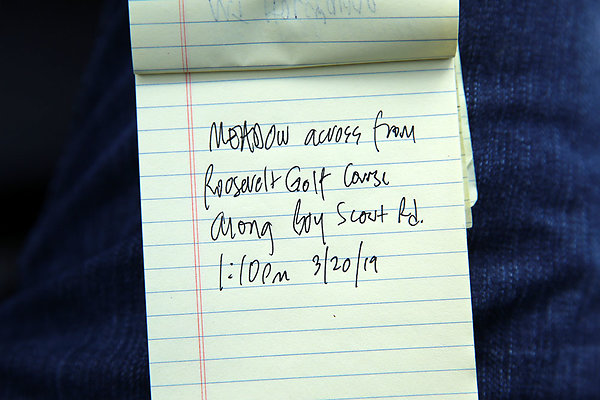 MEADOW across from
Roosevelt Golf Course
along Boy Scout Rd.
1:10pm 3/20/19